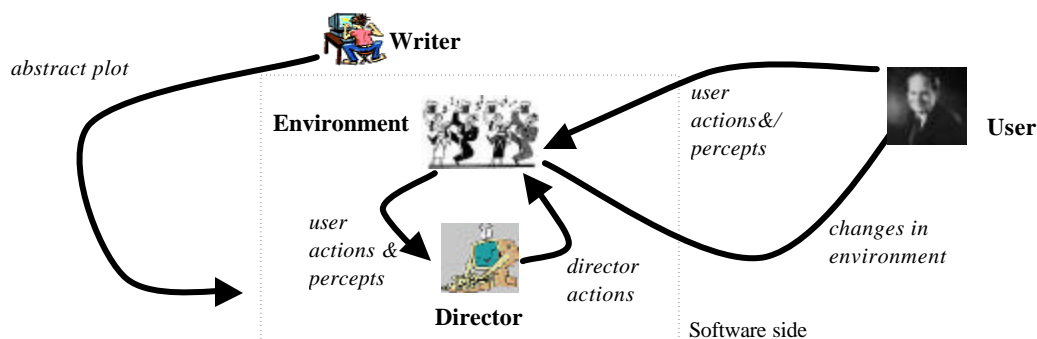 Writer
abstract plot
Environment
user
actions&/
percepts
User
user
actions &
percepts
director
actions
changes in
environment
Director
Software side